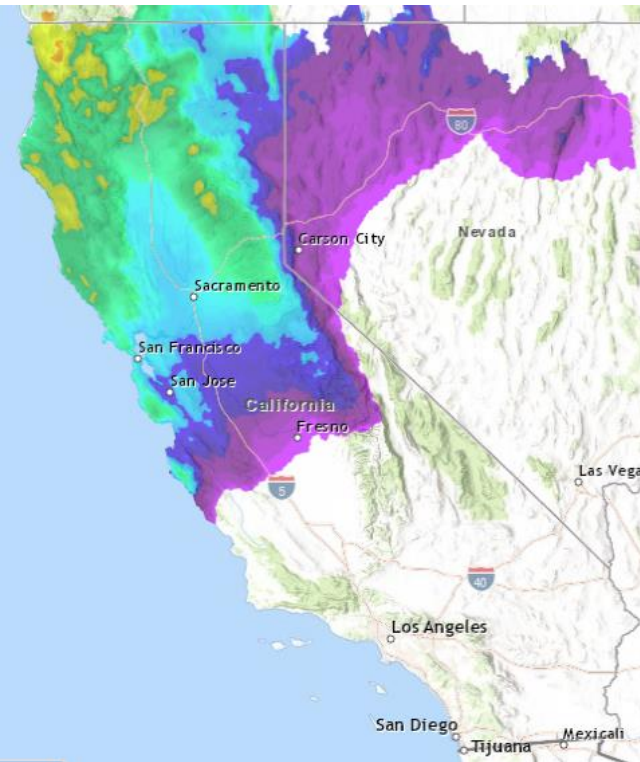 80
Nevada
Carson City
Sacramento
San Francisco
San Jose
California
Fresno
Las Vega
5
40
Los Angeles
San Diego
Mexicali
Tijuana